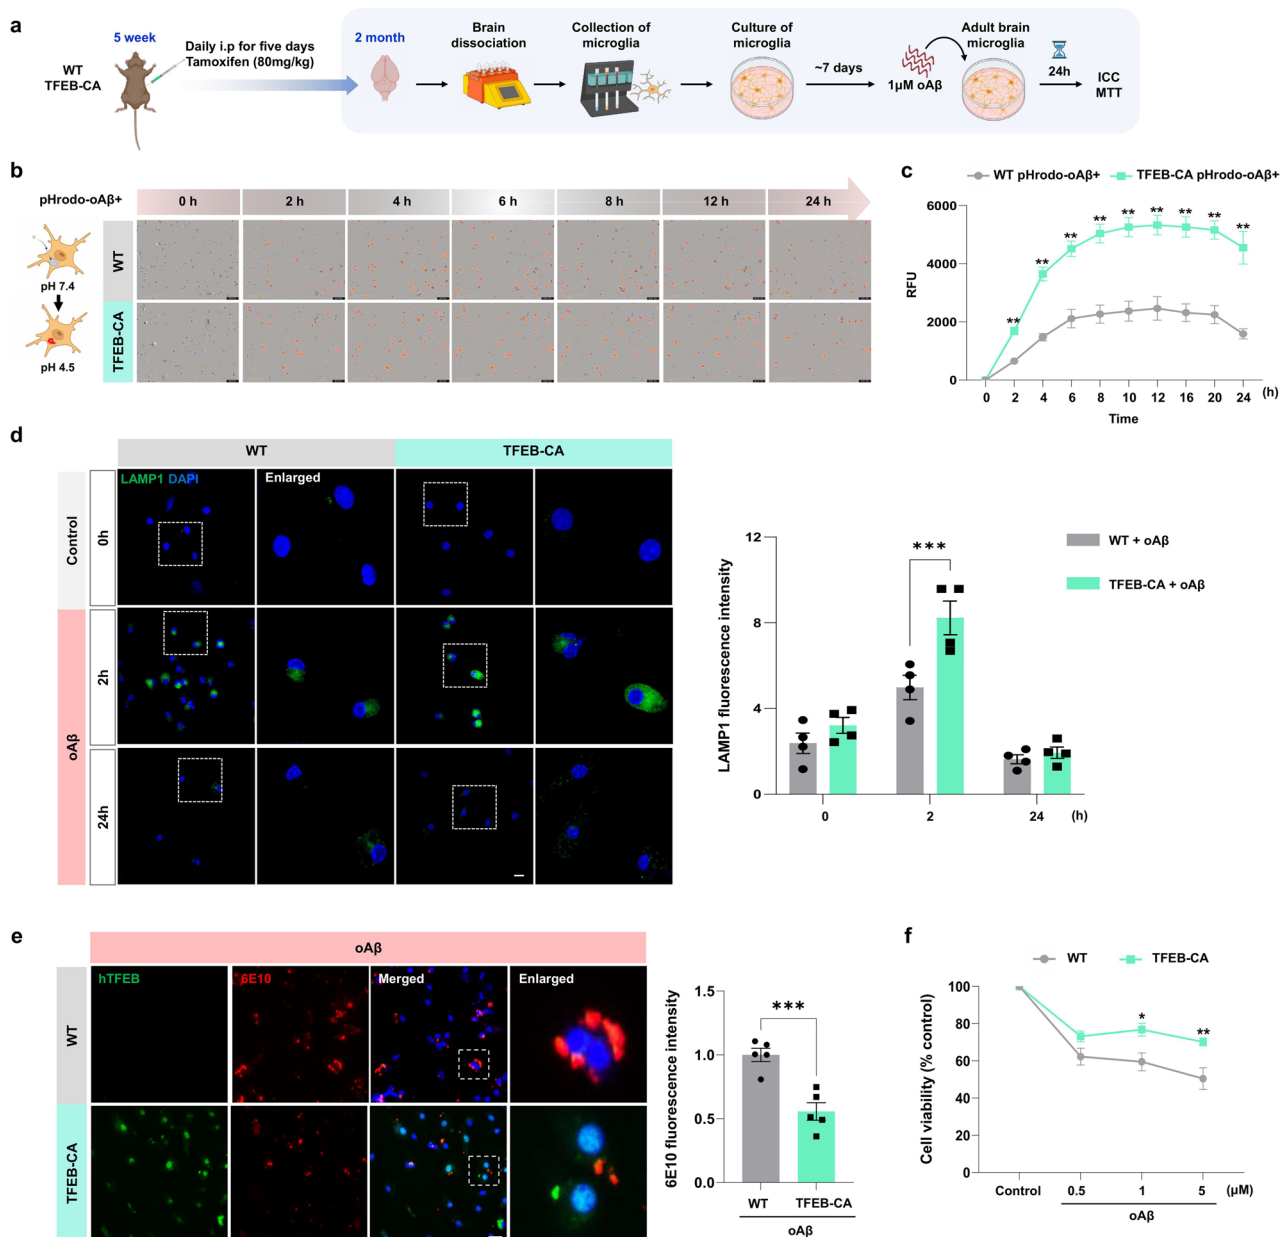 a
5 week
WT
TFEB-CA
Daily i.p for five days
Tamoxifen (80mg/kg)
2 month
Brain
dissociation
Collection of
microglia
Culture of
microglia
~7 days
1μM oAβ
Adult brain
microglia
24h
ICC
MTT
b
pHrodo-oAβ+
0 h
2 h
4 h
6 h
8 h
12 h
24 h
WT
TFEB-CA
pH 7.4
pH 4.5
c
WT pHrodo-oAβ+
TFEB-CA pHrodo-oAβ+
RFU
6000
4000
2000
0
** ** ** ** ** ** ** ** ** **
0 2 4 6 8 10 12 16 20 24 (h)
Time
d
WT
TFEB-CA
LAMP1 DAPI
Enlarged
Control
0h
oAβ
2h
24h
LAMP1 fluorescence intensity
12
8
4
0
***
0 2 24 (h)
WT + oAβ
TFEB-CA + oAβ
e
oAβ
hTFEB
6E10
Merged
Enlarged
WT
TFEB-CA
6E10 fluorescence intensity
1.5
1.0
0.5
0.0
***
WT TFEB-CA
oAβ
f
WT
TFEB-CA
Cell viability (% control)
100
80
60
40
20
0
*
**
Control 0.5 1 5 (μM)
oAβ